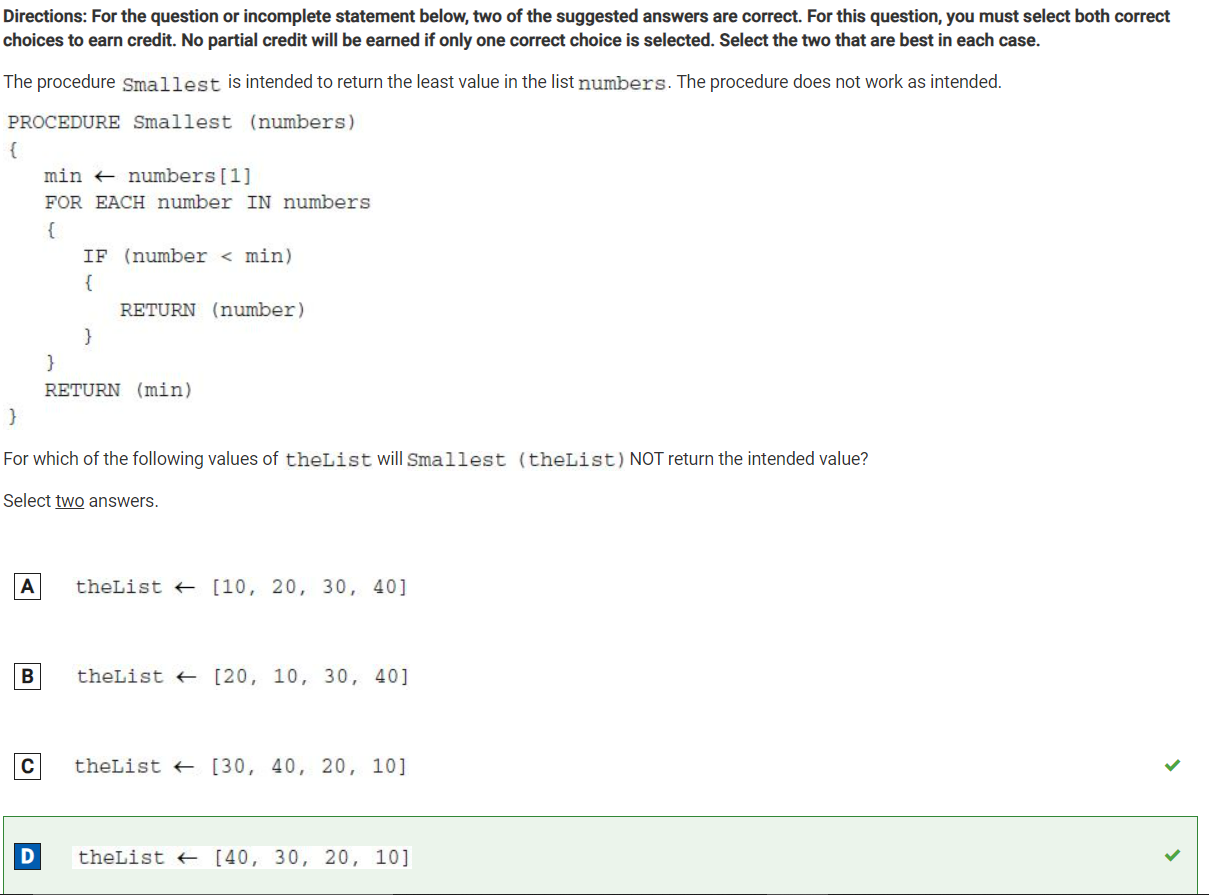 Directions: For the question or incomplete statement below, two of the suggested answers are correct. For this question, you must select both correct
choices to earn credit. No partial credit will be earned if only one correct choice is selected. Select the two that are best in each case.
The procedure Smallest is intended to return the least value in the list numbers. The procedure does not work as intended.
PROCEDURE Smallest (numbers)
{
min ← numbers[1]
FOR EACH number IN numbers
{
IF (number < min)
{
RETURN (number)
}
}
RETURN (min)
}
For which of the following values of theList will Smallest (theList) NOT return the intended value?
Select two answers.
A theList ← [10, 20, 30, 40]
B theList ← [20, 10, 30, 40]
C theList ← [30, 40, 20, 10]
D theList ← [40, 30, 20, 10]